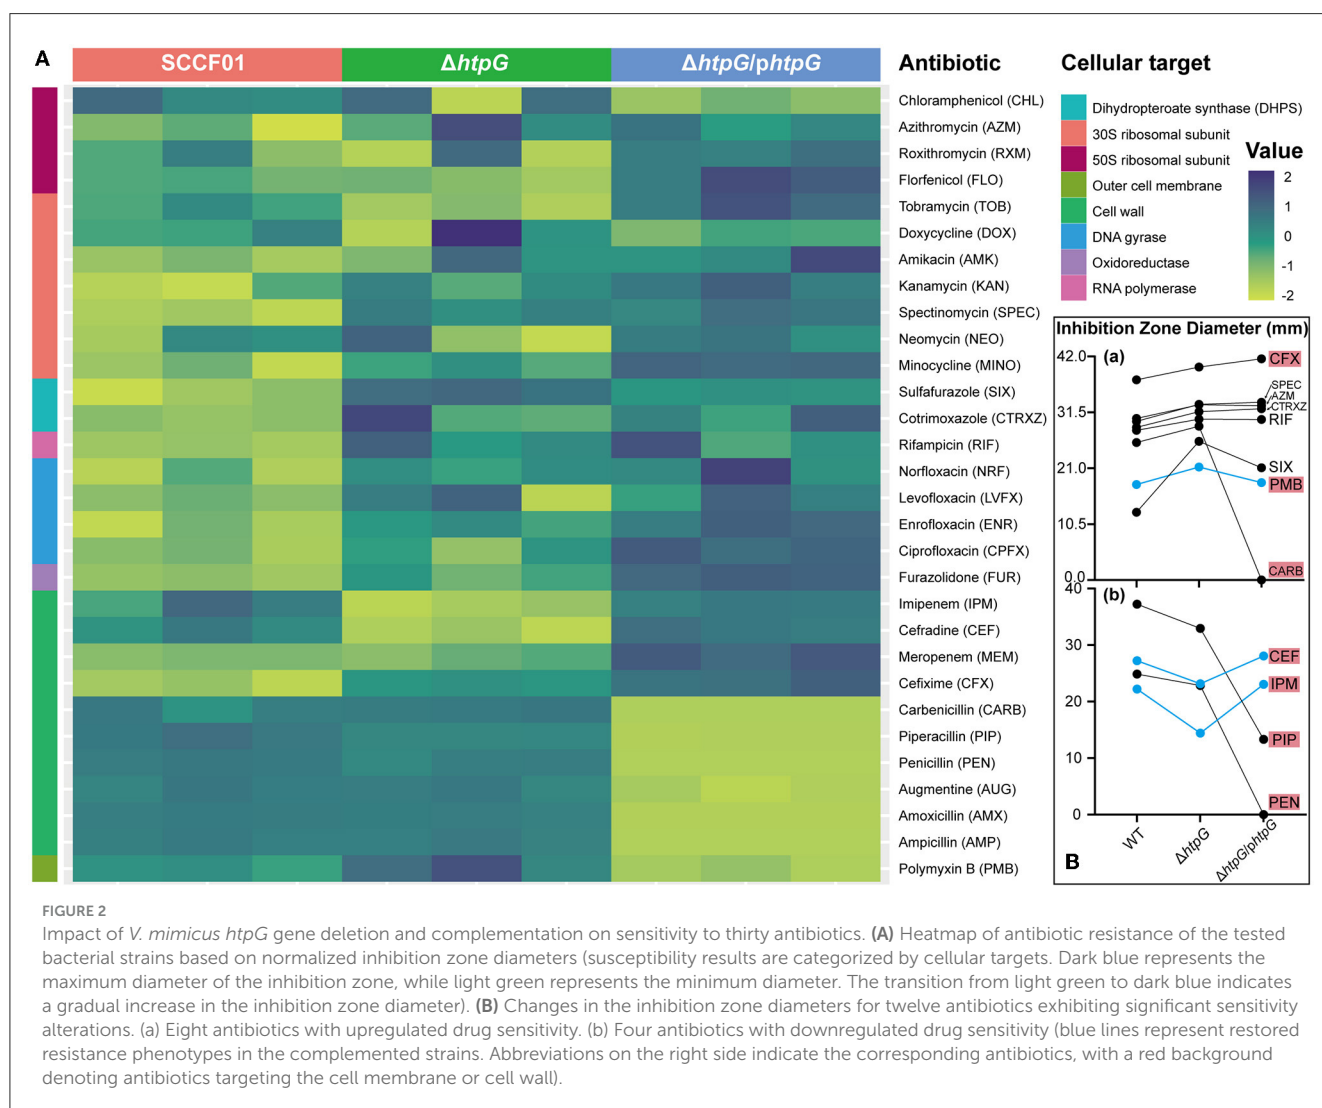 A
SCCF01
ΔhtpG
ΔhtpG/phtpG
Antibiotic
Chloramphenicol (CHL)
Azithromycin (AZM)
Roxithromycin (RXM)
Florfenicol (FLO)
Tobramycin (TOB)
Doxycycline (DOX)
Amikacin (AMK)
Kanamycin (KAN)
Spectinomycin (SPEC)
Neomycin (NEO)
Minocycline (MINO)
Sulfafurazole (SIX)
Cotrimoxazole (CTRXZ)
Rifampicin (RIF)
Norfloxacin (NRF)
Levofloxacin (LVFX)
Enrofloxacin (ENR)
Ciprofloxacin (CPFX)
Furazolidone (FUR)
Imipenem (IPM)
Cefradine (CEF)
Meropenem (MEM)
Cefixime (CFX)
Carbenicillin (CARB)
Piperacillin (PIP)
Penicillin (PEN)
Augmentine (AUG)
Amoxicillin (AMX)
Ampicillin (AMP)
Polymyxin B (PMB)
Cellular target
Dihydropteroate synthase (DHPS)
30S ribosomal subunit
50S ribosomal subunit
Outer cell membrane
Cell wall
DNA gyrase
Oxidoreductase
RNA polymerase
Value
2
1
0
-1
-2
Inhibition Zone Diameter (mm)
(a)
42.0
31.5
21.0
10.5
0.0
CFX
SPEC
AZM
CTRXZ
RIF
SIX
PMB
CARB
(b)
40
30
20
10
0
CEF
IPM
PIP
PEN
WT
ΔhtpG
ΔhtpG/phtpG
B
FIGURE 2
Impact of V. mimicus htpG gene deletion and complementation on sensitivity to thirty antibiotics. (A) Heatmap of antibiotic resistance of the tested
bacterial strains based on normalized inhibition zone diameters (susceptibility results are categorized by cellular targets. Dark blue represents the
maximum diameter of the inhibition zone, while light green represents the minimum diameter. The transition from light green to dark blue indicates
a gradual increase in the inhibition zone diameter). (B) Changes in the inhibition zone diameters for twelve antibiotics exhibiting significant sensitivity
alterations. (a) Eight antibiotics with upregulated drug sensitivity. (b) Four antibiotics with downregulated drug sensitivity (blue lines represent restored
resistance phenotypes in the complemented strains. Abbreviations on the right side indicate the corresponding antibiotics, with a red background
denoting antibiotics targeting the cell membrane or cell wall).